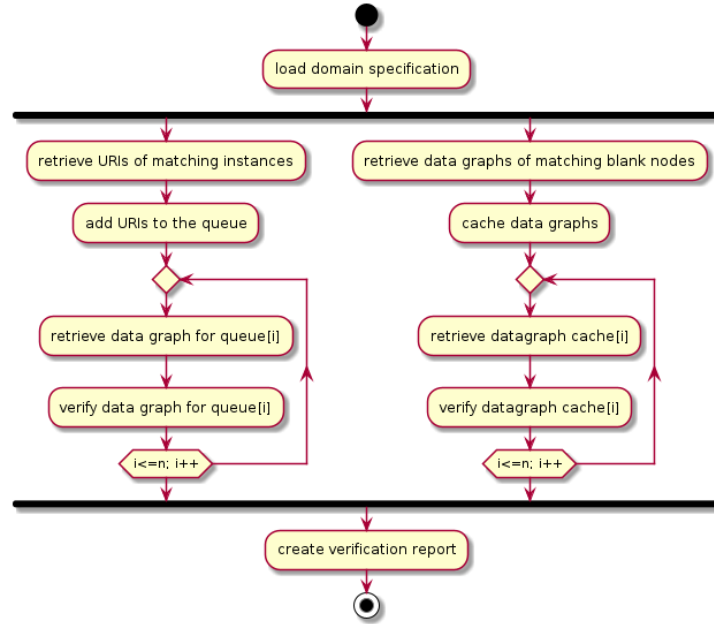 load domain specification
retrieve URIs of matching instances
add URIs to the queue
retrieve data graph for queue[i]
verify data graph for queue[i]
i<=n; i++
retrieve data graphs of matching blank nodes
cache data graphs
retrieve datagraph cache[i]
verify datagraph cache[i]
i<=n; i++
create verification report